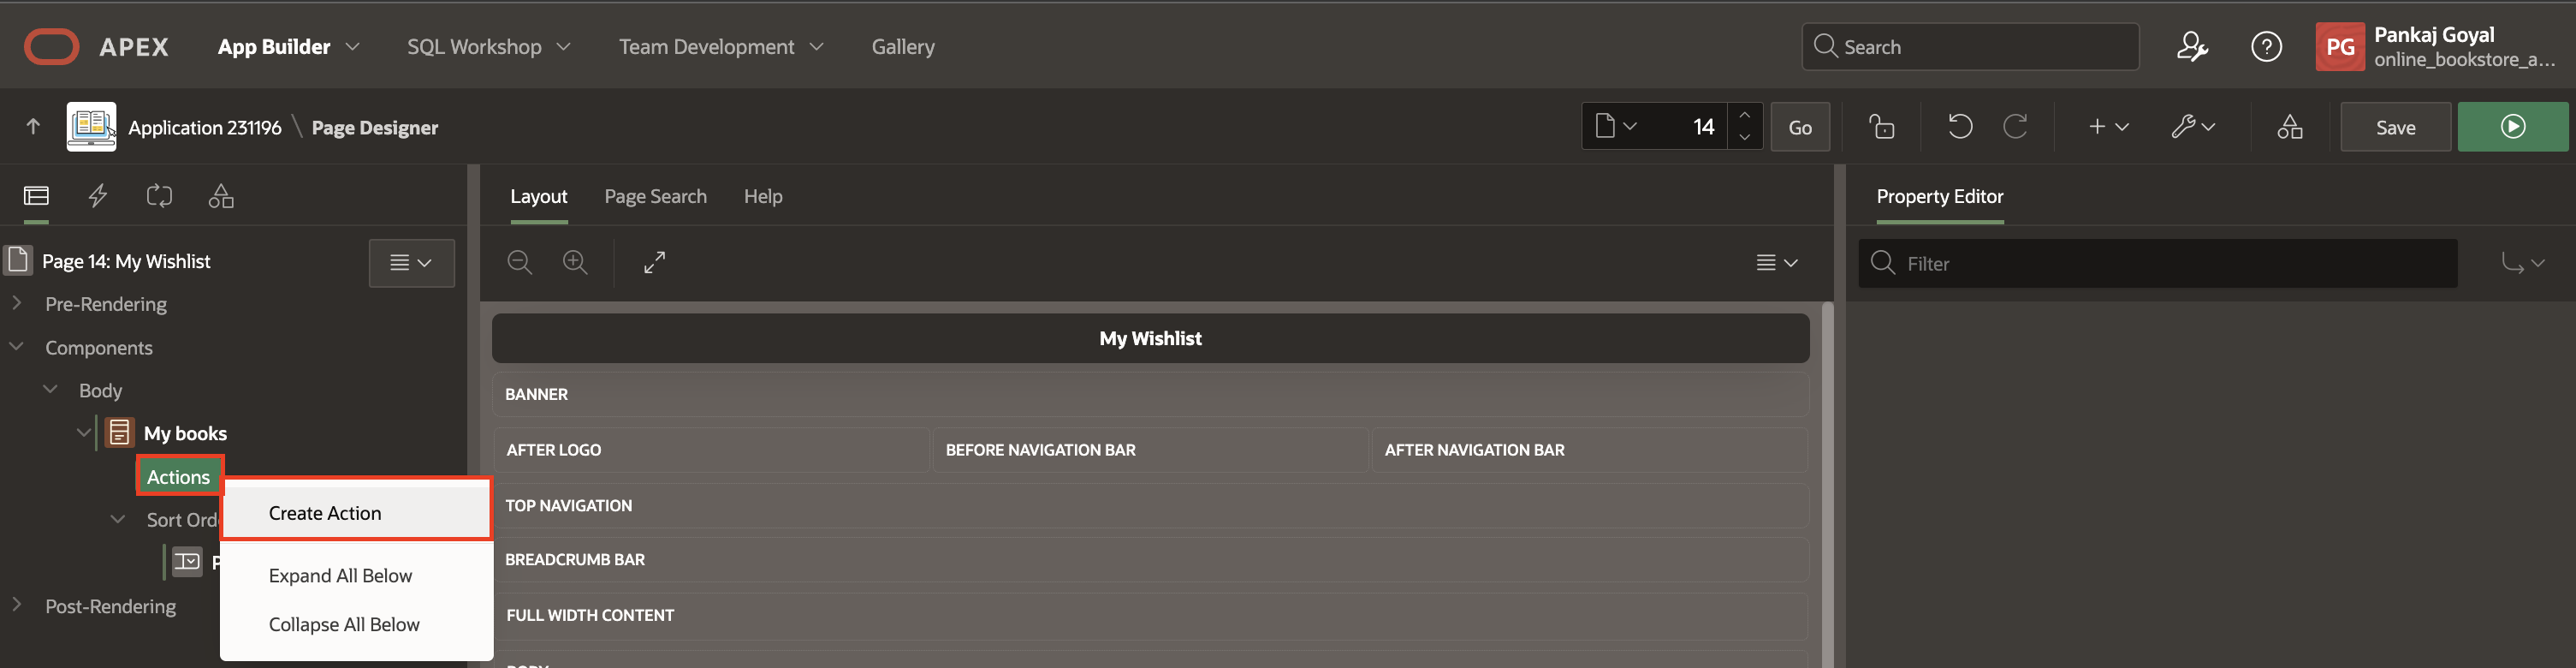 APEX App Builder SQL Workshop Team Development Gallery Search PG Pankaj Goyal
online_bookstore_a...
Application 231196 \ Page Designer 14 Go Save
Layout Page Search Help Property Editor
Page 14: My Wishlist
Filter
Pre-Rendering
My Wishlist
Components
Body
BANNER
My books
AFTER LOGO BEFORE NAVIGATION BAR AFTER NAVIGATION BAR
Actions
Create Action
TOP NAVIGATION
Sort Ord
BREADCRUMB BAR
P
Expand All Below
Post-Rendering
FULL WIDTH CONTENT
Collapse All Below